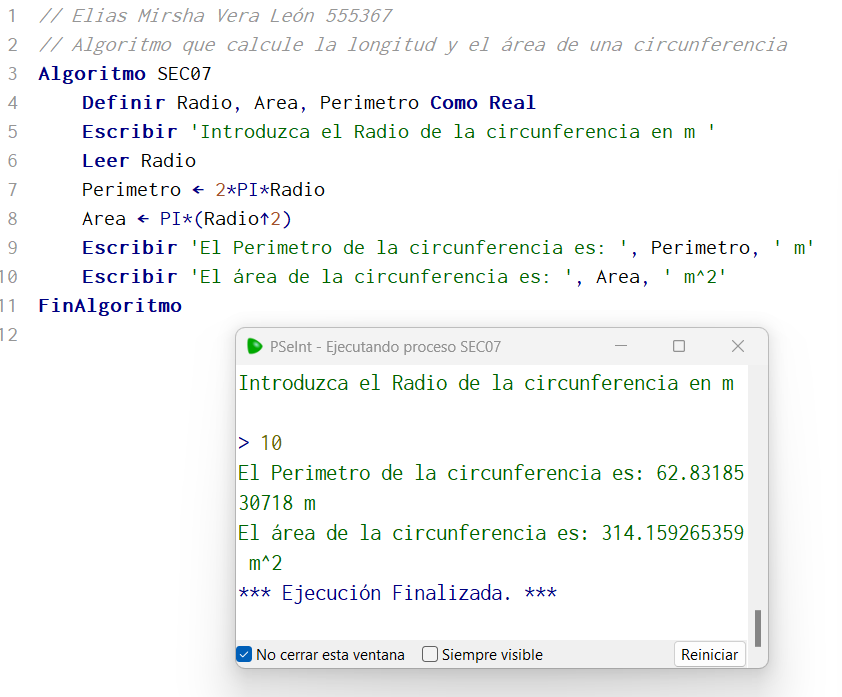 1 // Elias Mirsha Vera León 555367
2 // Algoritmo que calcule la longitud y el área de una circunferencia
3 Algoritmo SEC07
4 Definir Radio, Area, Perimetro Como Real
5 Escribir 'Introduzca el Radio de la circunferencia en m '
6 Leer Radio
7 Perimetro ← 2*PI*Radio
8 Area ← PI*(Radio↑2)
9 Escribir 'El Perimetro de la circunferencia es: ', Perimetro, ' m'
10 Escribir 'El área de la circunferencia es: ', Area, ' m^2'
11 FinAlgoritmo
12
PSeInt - Ejecutando proceso SEC07
Introduzca el Radio de la circunferencia en m
> 10
El Perimetro de la circunferencia es: 62.83185
30718 m
El área de la circunferencia es: 314.159265359
m^2
*** Ejecución Finalizada. ***
No cerrar esta ventana Siempre visible Reiniciar